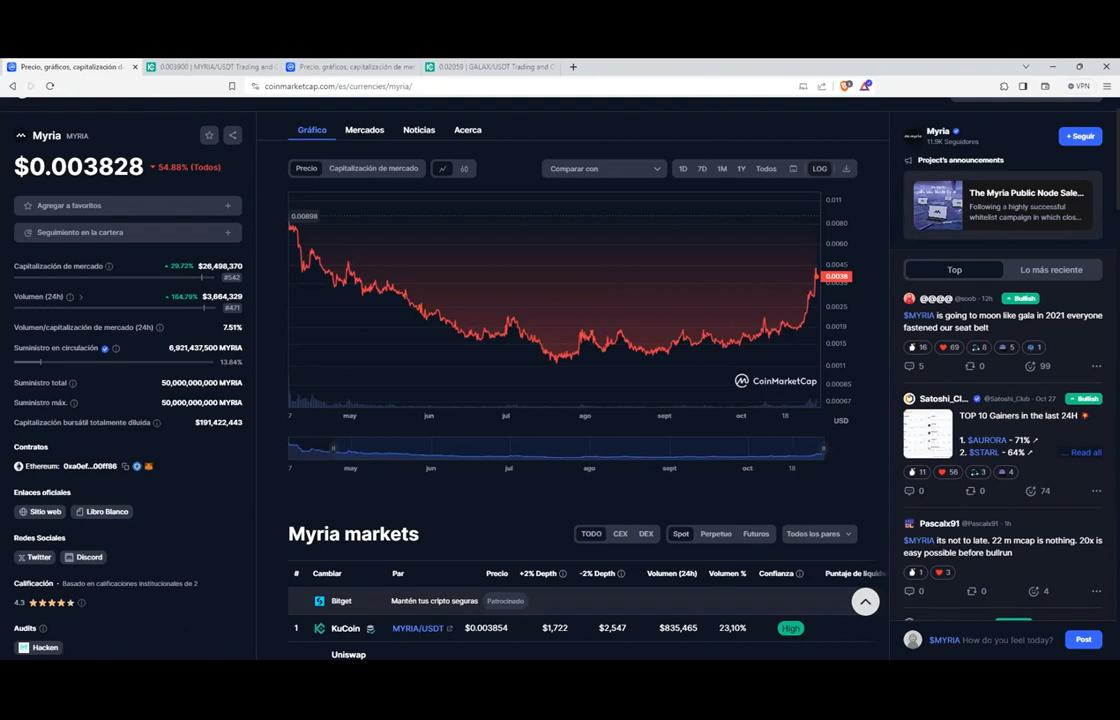 Precio, gráficos, capitalización d
0.003900 | MYRIA/USDT Trading and C
Precio, gráficos, capitalización de mer
0.02059 | GALAX/USDT Trading and C
coinmarketcap.com/es/currencies/myria/
VPN
Myria MYRIA
$0.003828 54.88% (Todos)
Agregar a favoritos
Seguimiento en la cartera
Capitalización de mercado 29.72% $26,498,370
#542
Volumen (24h) 164.79% $3,664,329
#471
Volumen/capitalización de mercado (24h) 7.51%
Suministro en circulación 6,921,437,500 MYRIA
13.84%
Suministro total 50,000,000,000 MYRIA
Suministro máx. 50,000,000,000 MYRIA
Capitalización bursátil totalmente diluida $191,422,443
Contratos
Ethereum: 0xa0ef...00ff86
Enlaces oficiales
Sitio web Libro Blanco
Redes Sociales
Twitter Discord
Calificación · Basado en calificaciones institucionales de 2
4.3
Audits
Hacken
Gráfico Mercados Noticias Acerca
Precio Capitalización de mercado Comparar con 1D 7D 1M 1Y Todos LOG
0.00898
0.011
0.0080
0.0060
0.0045
0.0038
0.0035
0.0025
0.0019
0.0015
0.0011
0.00085
0.00067
CoinMarketCap
7 may jun jul ago sept oct 18 USD
7 may jun jul ago sept oct 18
Myria markets TODO CEX DEX Spot Perpetuo Futuros Todos los pares
# Cambiar Par Precio +2% Depth -2% Depth Volumen (24h) Volumen % Confianza Puntaje de liquide
Bitget Mantén tus cripto seguras Patrocinado
1 KuCoin MYRIA/USDT $0.003854 $1,722 $2,547 $835,465 23,10% High
Uniswap
Myria
11.9K Seguidores
+ Seguir
Project's announcements
The Myria Public Node Sale...
Following a highly successful
whitelist campaign in which clos...
Top Lo más reciente
@@@@ @soob · 12h Bullish
$MYRIA is going to moon like gala in 2021 everyone
fastened our seat belt
16 69 8 5 1
5 0 99
Satoshi_Cl... @Satoshi_Club · Oct 27 Bullish
TOP 10 Gainers in the last 24H
1. $AURORA - 71%
2. $STARL - 64% ... Read all
11 56 3 4
0 0 74
Pascalx91 @Pascalx91 · 1h
$MYRIA its not to late. 22 m mcap is nothing. 20x is
easy possible before bullrun
1 3
0 0 4
$MYRIA How do you feel today? Post